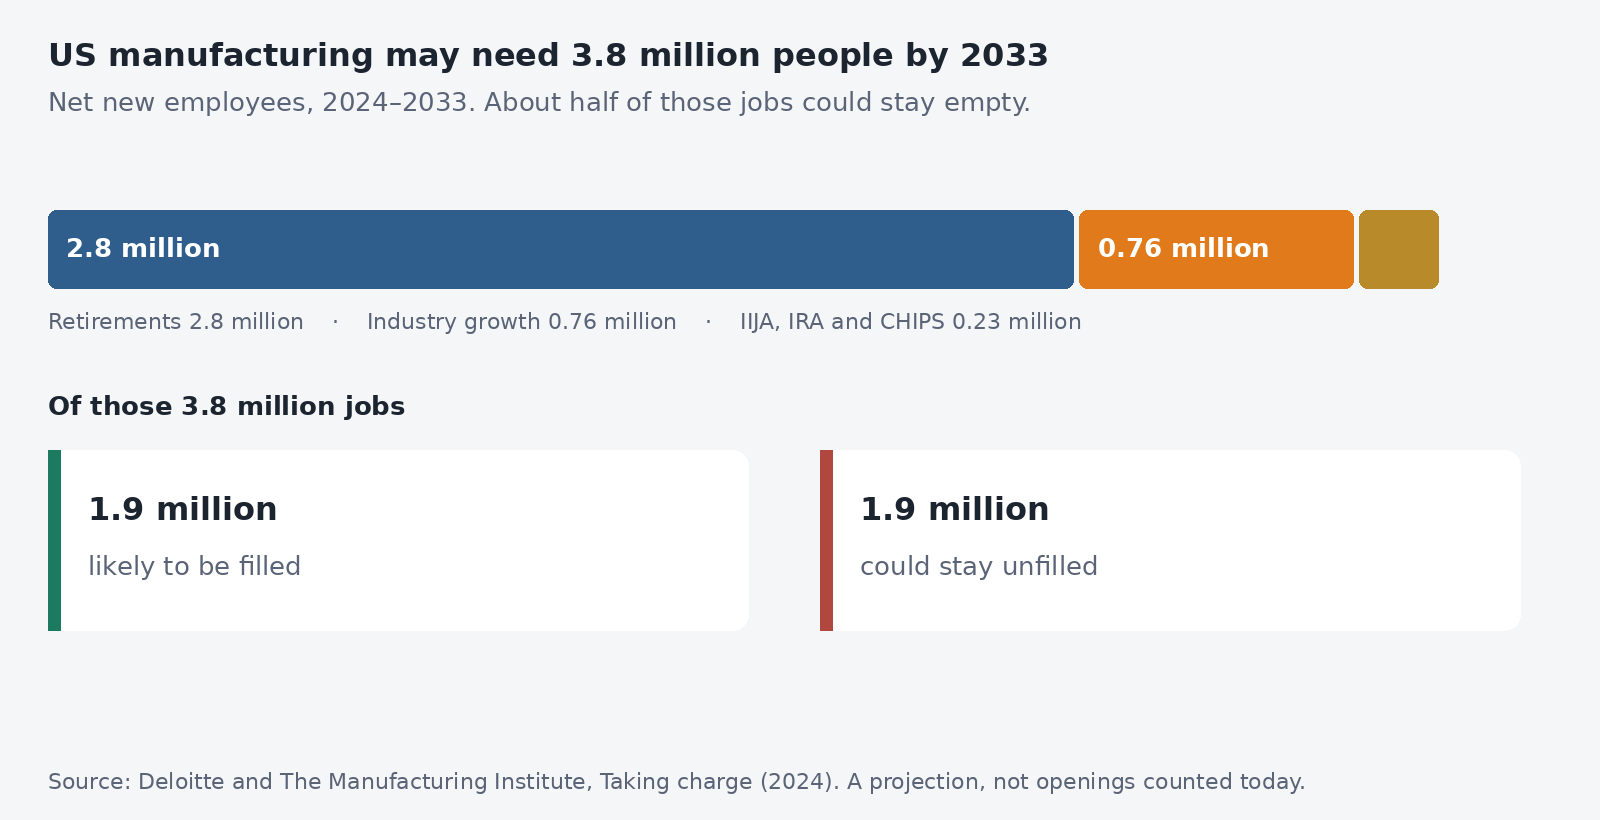 US manufacturing may need 3.8 million people by 2033
Net new employees, 2024–2033. About half of those jobs could stay empty.
2.8 million
0.76 million
Retirements 2.8 million · Industry growth 0.76 million · IIJA, IRA and CHIPS 0.23 million
Of those 3.8 million jobs
1.9 million
likely to be filled
1.9 million
could stay unfilled
Source: Deloitte and The Manufacturing Institute, Taking charge (2024). A projection, not openings counted today.